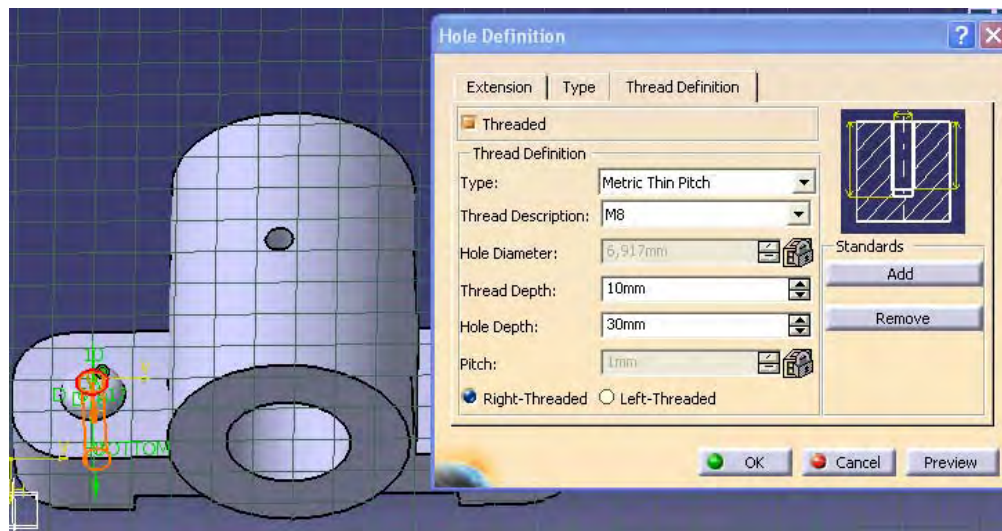 Hole Definition
Extension Type Thread Definition
Threaded
Thread Definition
Type: Metric Thin Pitch
Thread Description: M8
Hole Diameter: 6,917mm
Thread Depth: 10mm
Hole Depth: 30mm
Pitch: 1mm
Right-Threaded Left-Threaded
Standards
Add
Remove
OK Cancel Preview
BOTTOM